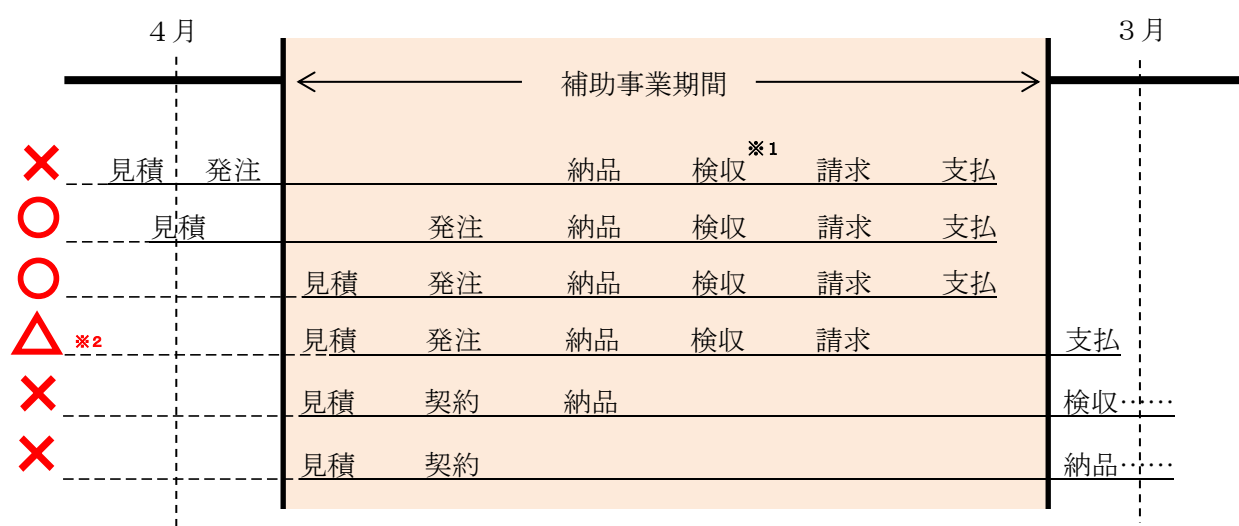 ４月 ３月
補助事業期間
見積 発注 納品 検収※1 請求 支払
見積 発注 納品 検収 請求 支払
見積 発注 納品 検収 請求 支払
※2 見積 発注 納品 検収 請求 支払
見積 契約 納品 検収……
見積 契約 納品……